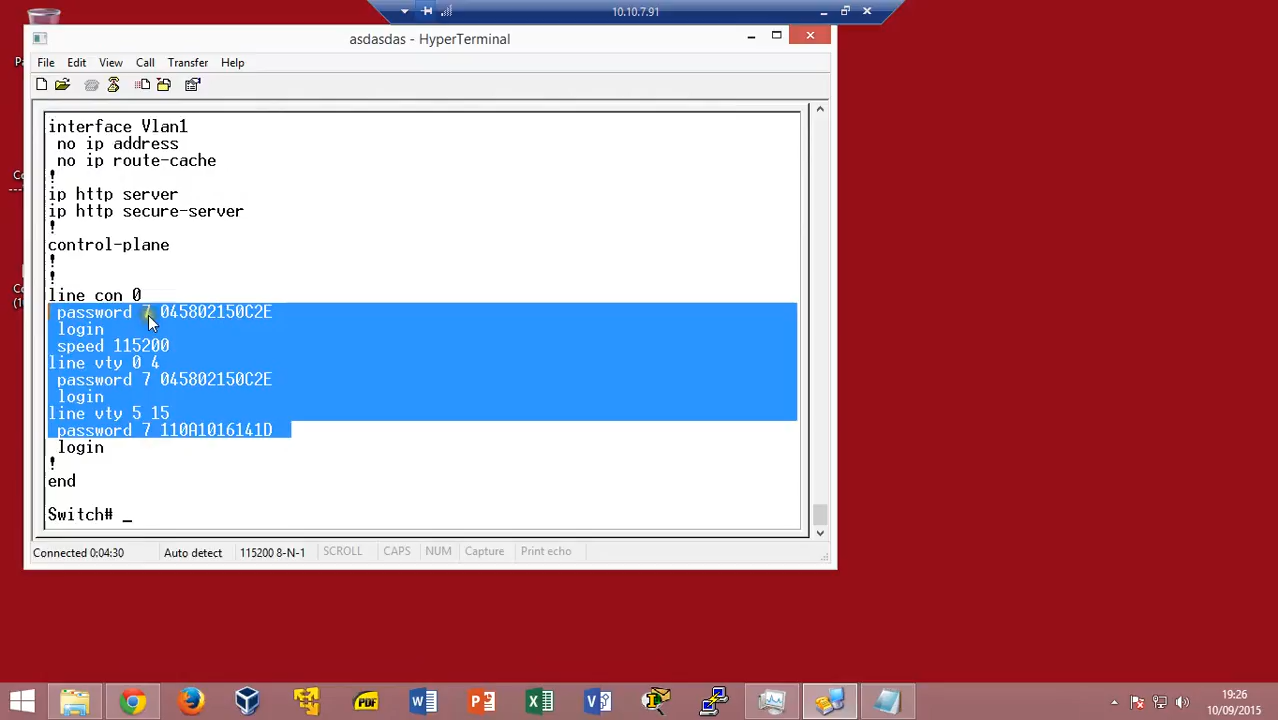 10.10.7.91
asdasdas - HyperTerminal
File Edit View Call Transfer Help
interface Vlan1
no ip address
no ip route-cache
!
ip http server
ip http secure-server
!
control-plane
!
!
line con 0
password 7 045802150C2E
login
speed 115200
line vty 0 4
password 7 045802150C2E
login
line vty 5 15
password 7 110A1016141D
login
!
end
Switch# _
Connected 0:04:30 Auto detect 115200 8-N-1 SCROLL CAPS NUM Capture Print echo
19:26
10/09/2015